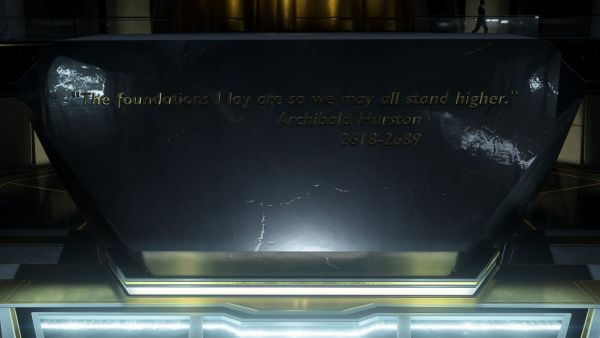 "The foundations I lay are so we may all stand higher."
Archibald Hurston
2618-2689